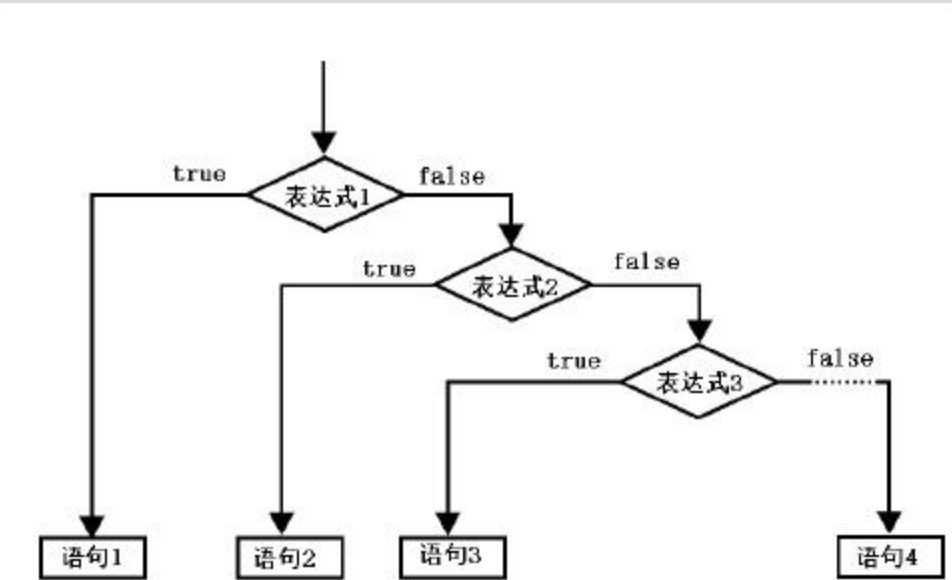 true
false
表达式1
true
false
表达式2
true
false
表达式3
语句1
语句2
语句3
语句4